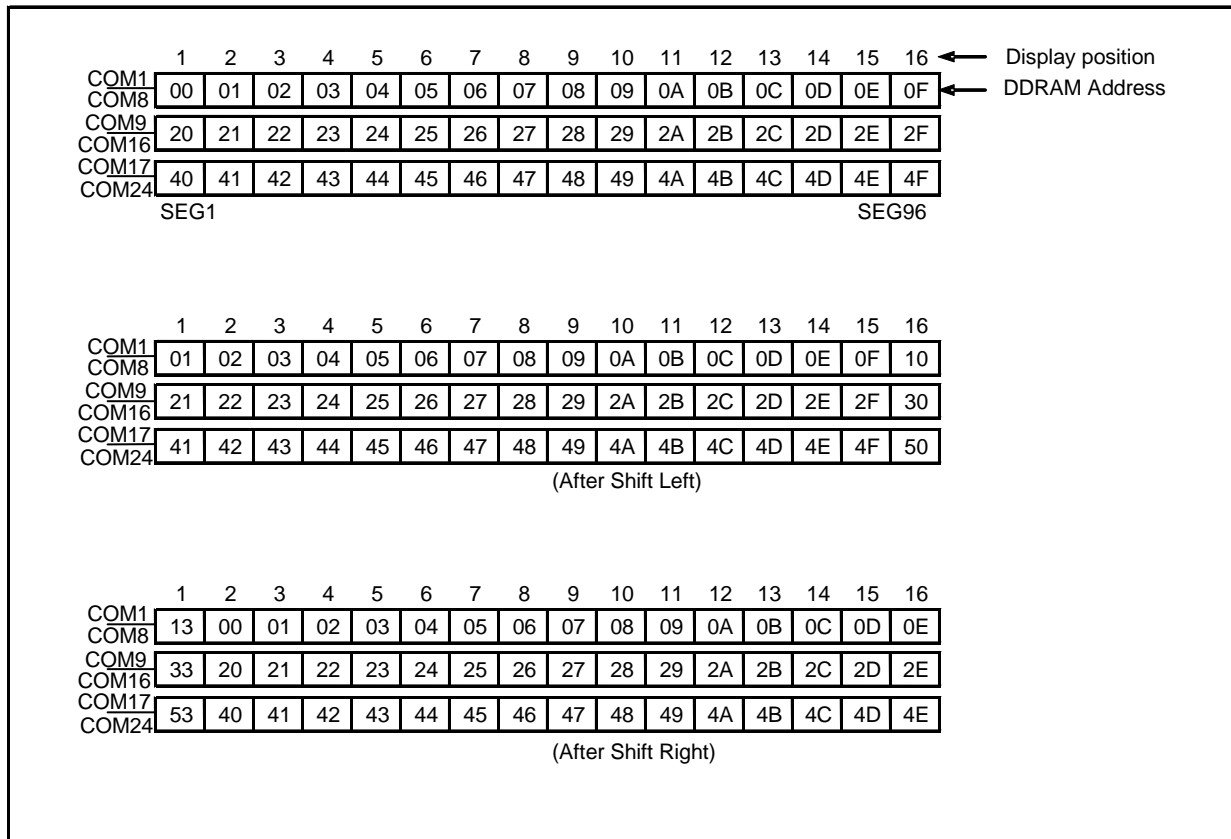 1 2 3 4 5 6 7 8 9 10 11 12 13 14 15 16 Display position
COM1
COM8 00 01 02 03 04 05 06 07 08 09 0A 0B 0C 0D 0E 0F DDRAM Address
COM9
COM16 20 21 22 23 24 25 26 27 28 29 2A 2B 2C 2D 2E 2F
COM17
COM24 40 41 42 43 44 45 46 47 48 49 4A 4B 4C 4D 4E 4F
SEG1 SEG96
1 2 3 4 5 6 7 8 9 10 11 12 13 14 15 16
COM1
COM8 01 02 03 04 05 06 07 08 09 0A 0B 0C 0D 0E 0F 10
COM9
COM16 21 22 23 24 25 26 27 28 29 2A 2B 2C 2D 2E 2F 30
COM17
COM24 41 42 43 44 45 46 47 48 49 4A 4B 4C 4D 4E 4F 50
(After Shift Left)
1 2 3 4 5 6 7 8 9 10 11 12 13 14 15 16
COM1
COM8 13 00 01 02 03 04 05 06 07 08 09 0A 0B 0C 0D 0E
COM9
COM16 33 20 21 22 23 24 25 26 27 28 29 2A 2B 2C 2D 2E
COM17
COM24 53 40 41 42 43 44 45 46 47 48 49 4A 4B 4C 4D 4E
(After Shift Right)